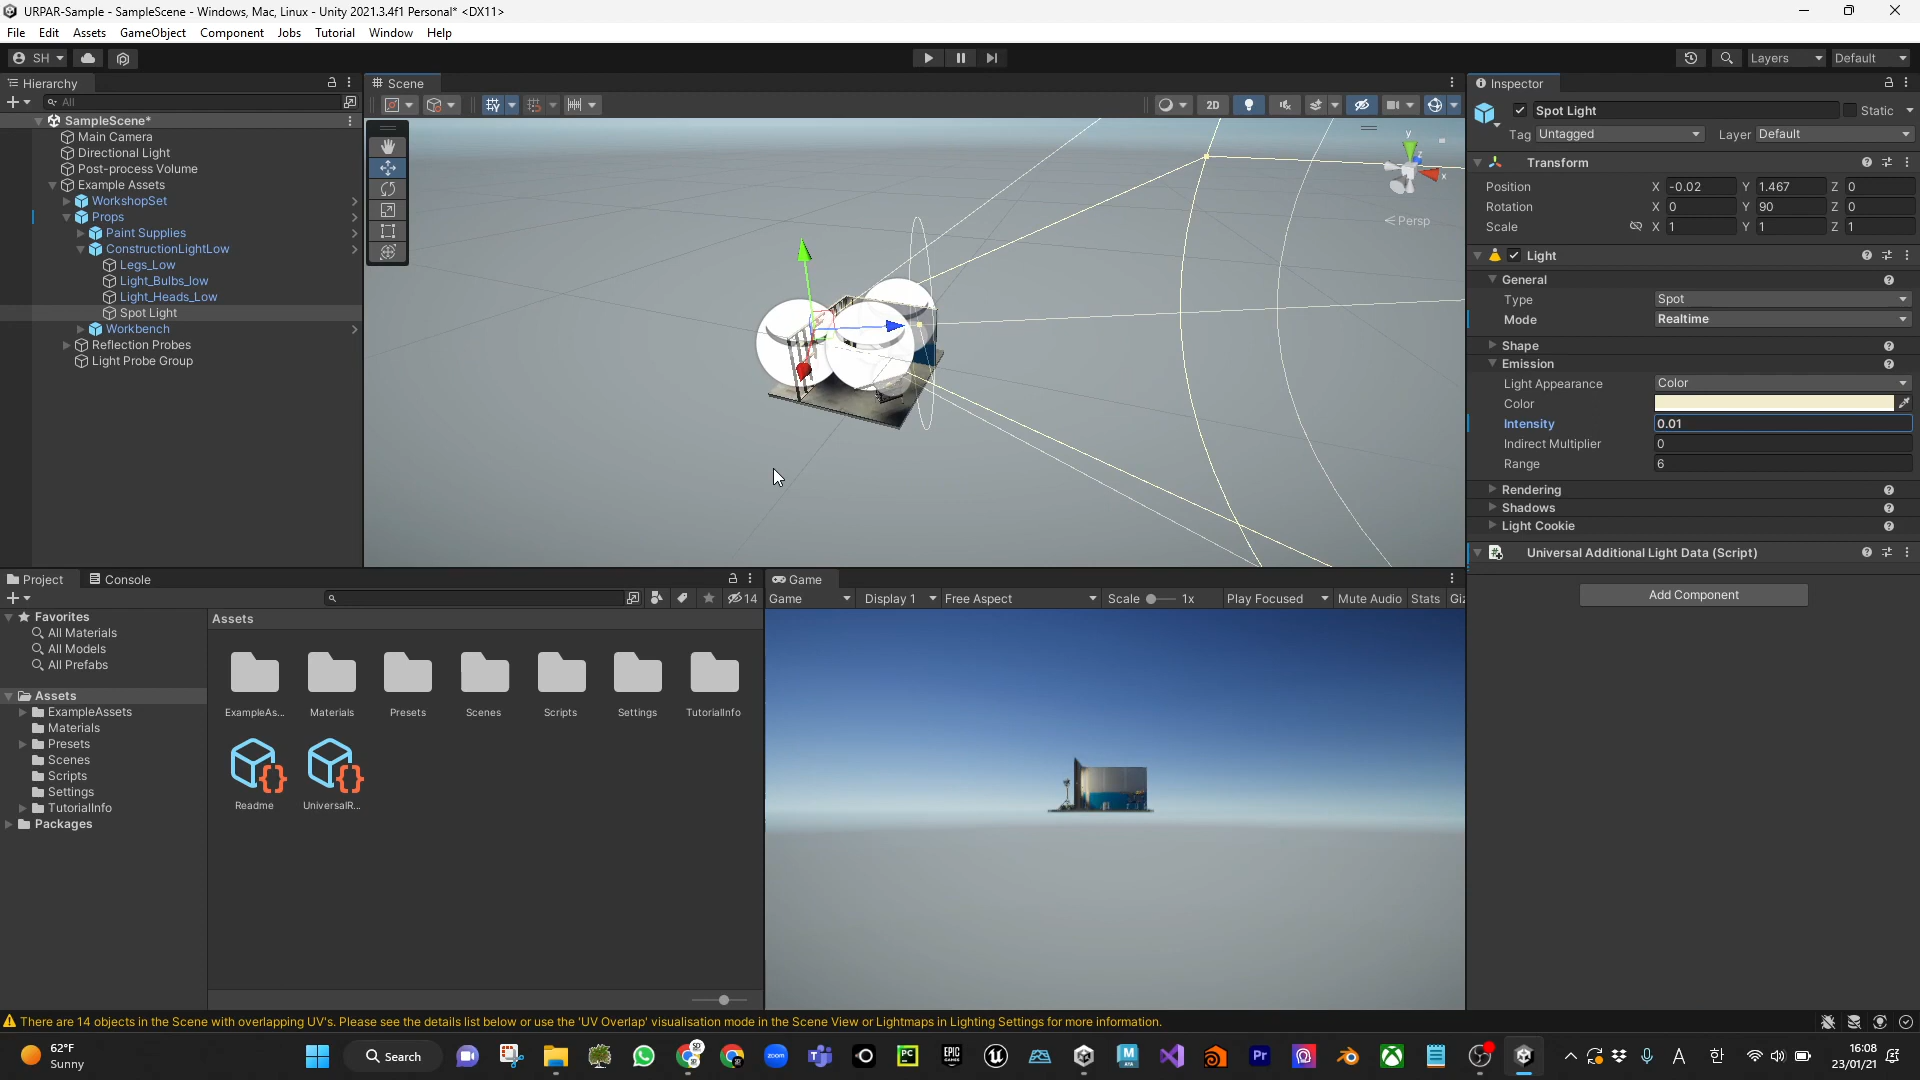 URPAR-Sample - SampleScene - Windows, Mac, Linux - Unity 2021.3.4f1 Personal* <DX11>
File Edit Assets GameObject Component Jobs Tutorial Window Help
SH Layers Default
Hierarchy
All
SampleScene*
Main Camera
Directional Light
Post-process Volume
Example Assets
WorkshopSet
Props
Paint Supplies
ConstructionLightLow
Legs_Low
Light_Bulbs_low
Light_Heads_Low
Spot Light
Workbench
Reflection Probes
Light Probe Group
Scene
2D
y
z
x
Persp
Inspector
Spot Light Static
Tag Untagged Layer Default
Transform
Position X -0.02 Y 1.467 Z 0
Rotation X 0 Y 90 Z 0
Scale X 1 Y 1 Z 1
Light
General
Type Spot
Mode Realtime
Shape
Emission
Light Appearance Color
Color
Intensity 0.01
Indirect Multiplier 0
Range 6
Rendering
Shadows
Light Cookie
Universal Additional Light Data (Script)
Add Component
Project Console
14
Favorites
All Materials
All Models
All Prefabs
Assets
ExampleAssets
Materials
Presets
Scenes
Scripts
Settings
TutorialInfo
Packages
Assets
ExampleAs... Materials Presets Scenes Scripts Settings TutorialInfo
Readme UniversalR...
Game
Game Display 1 Free Aspect Scale 1x Play Focused Mute Audio Stats Giz
There are 14 objects in the Scene with overlapping UV's. Please see the details list below or use the 'UV Overlap' visualisation mode in the Scene View or Lightmaps in Lighting Settings for more information.
62°F
Sunny
Search
zoom
PC
EPIC GAMES
M
Pr
A
한
16:08
23/01/21